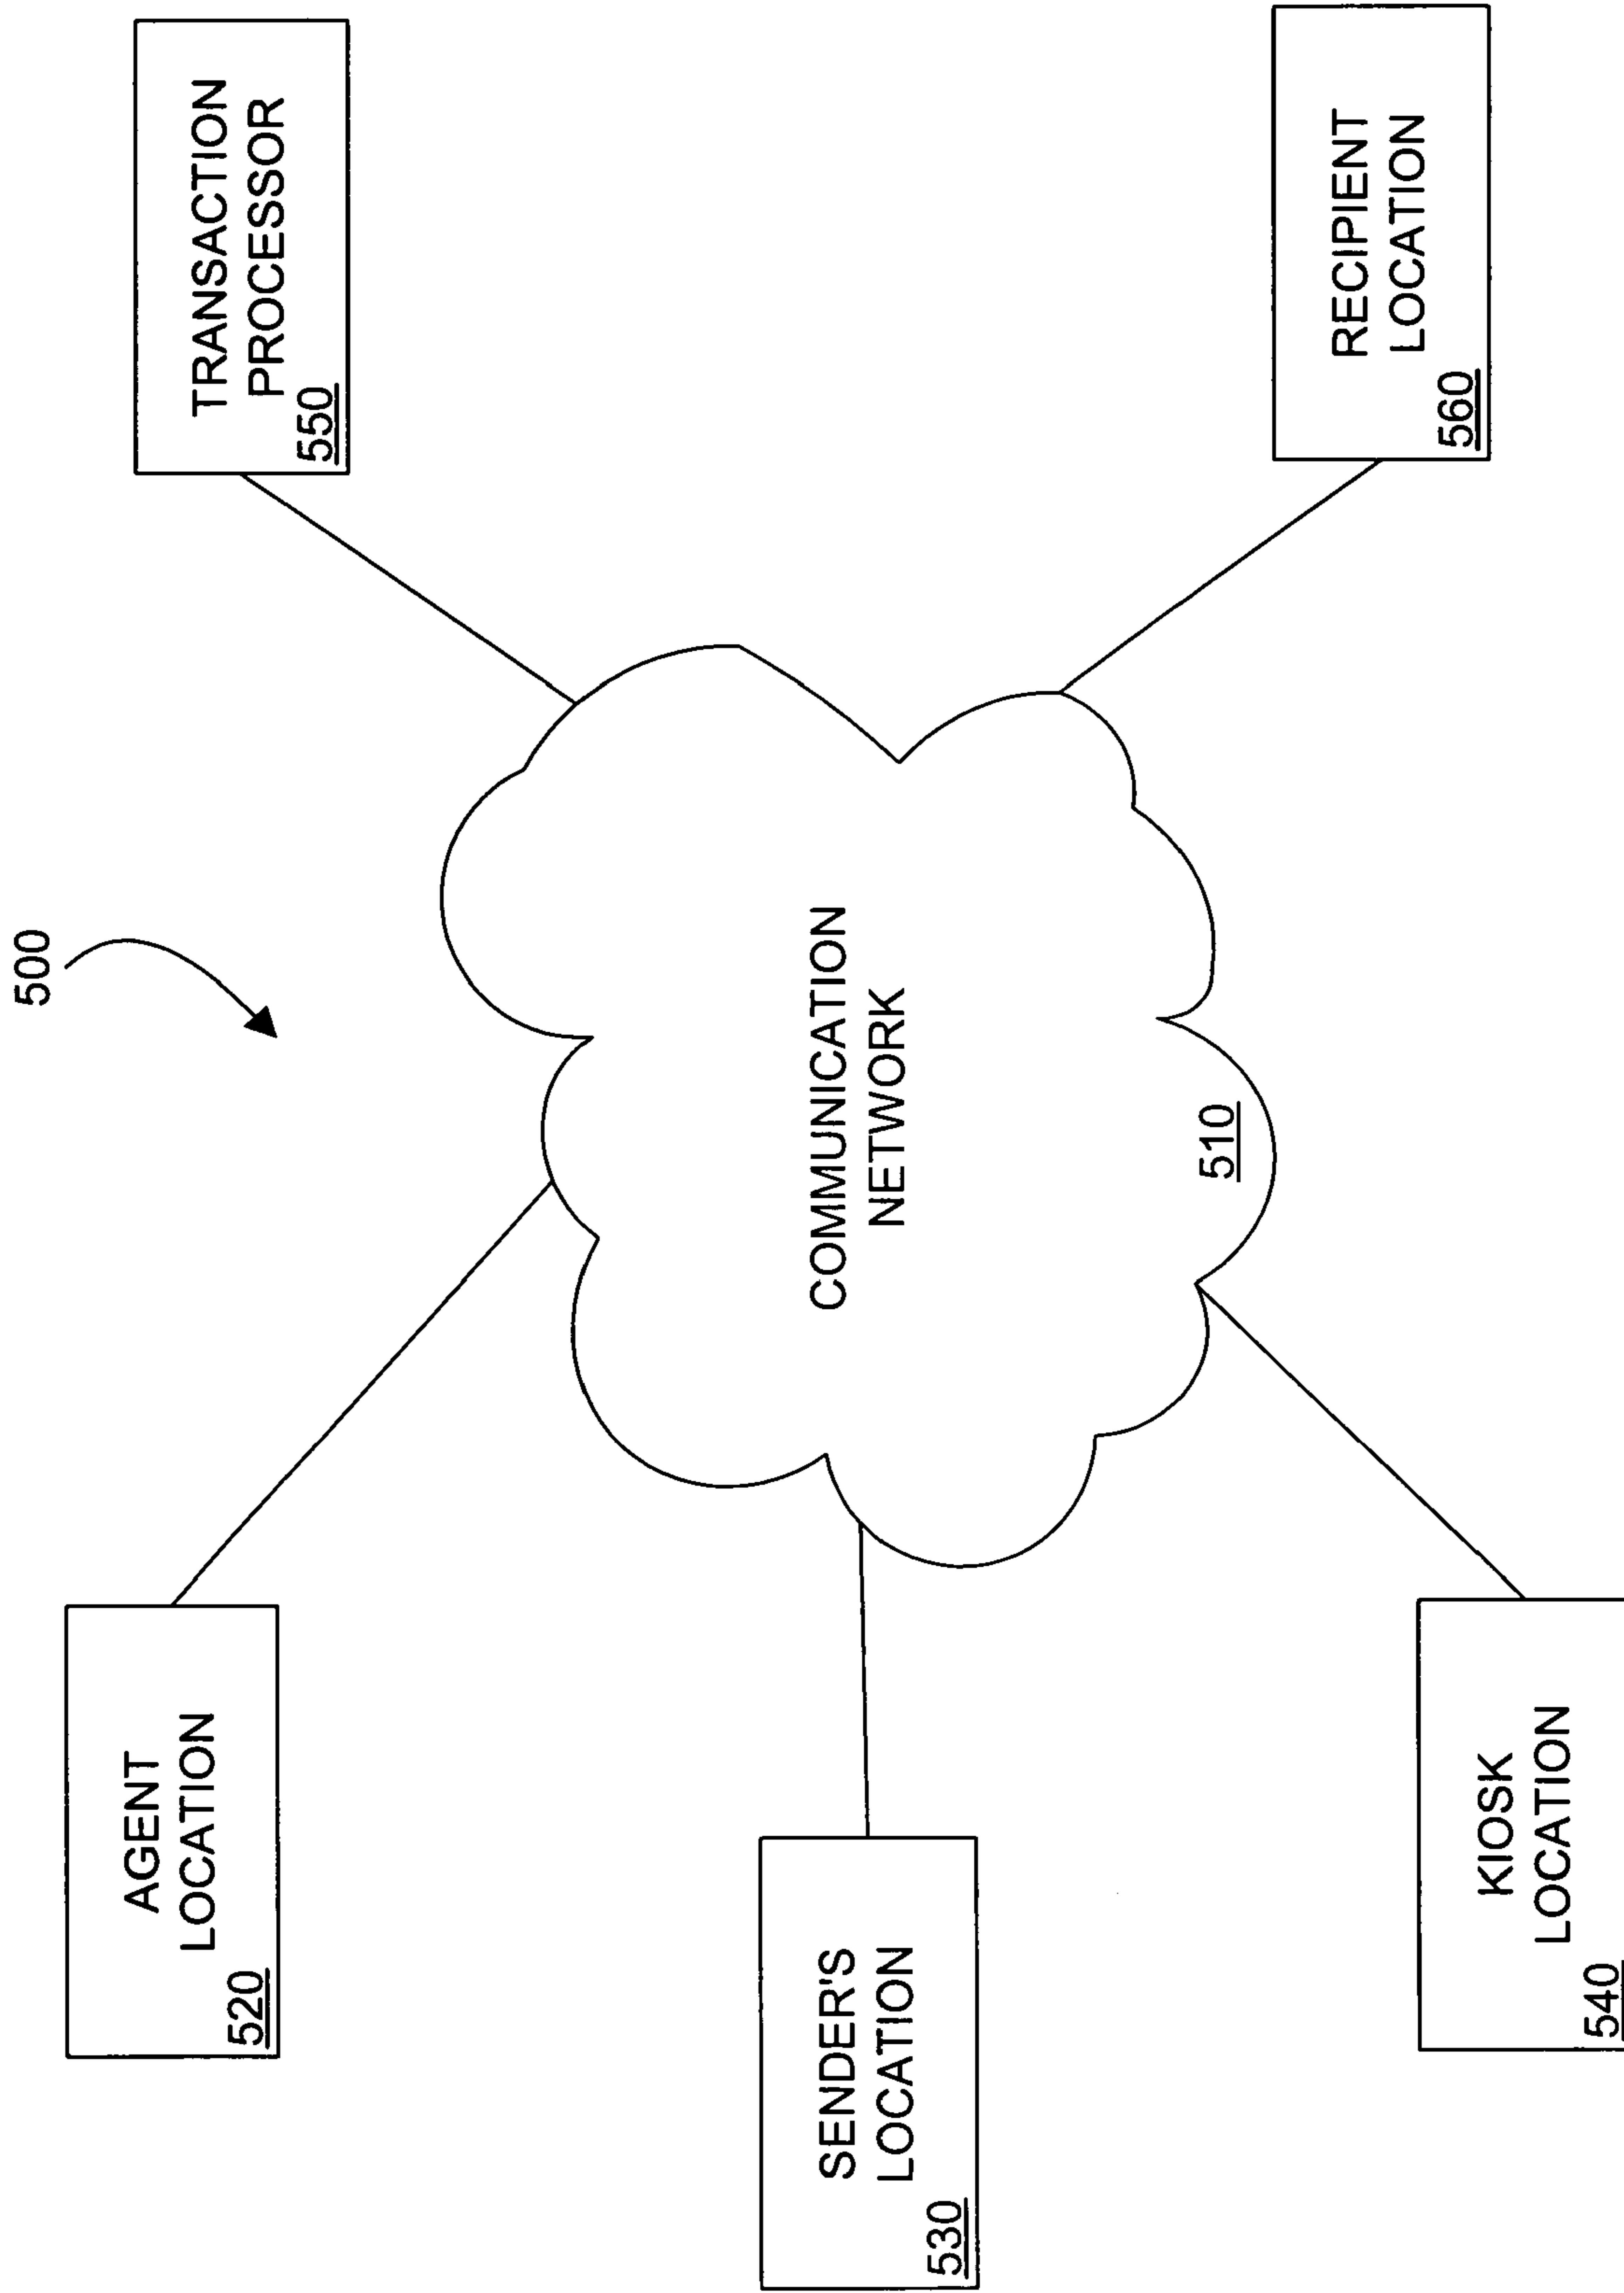 500
AGENT
LOCATION
520
TRANSACTION
PROCESSOR
550
SENDER'S
LOCATION
530
COMMUNICATION
NETWORK
510
KIOSK
LOCATION
540
RECIPIENT
LOCATION
560